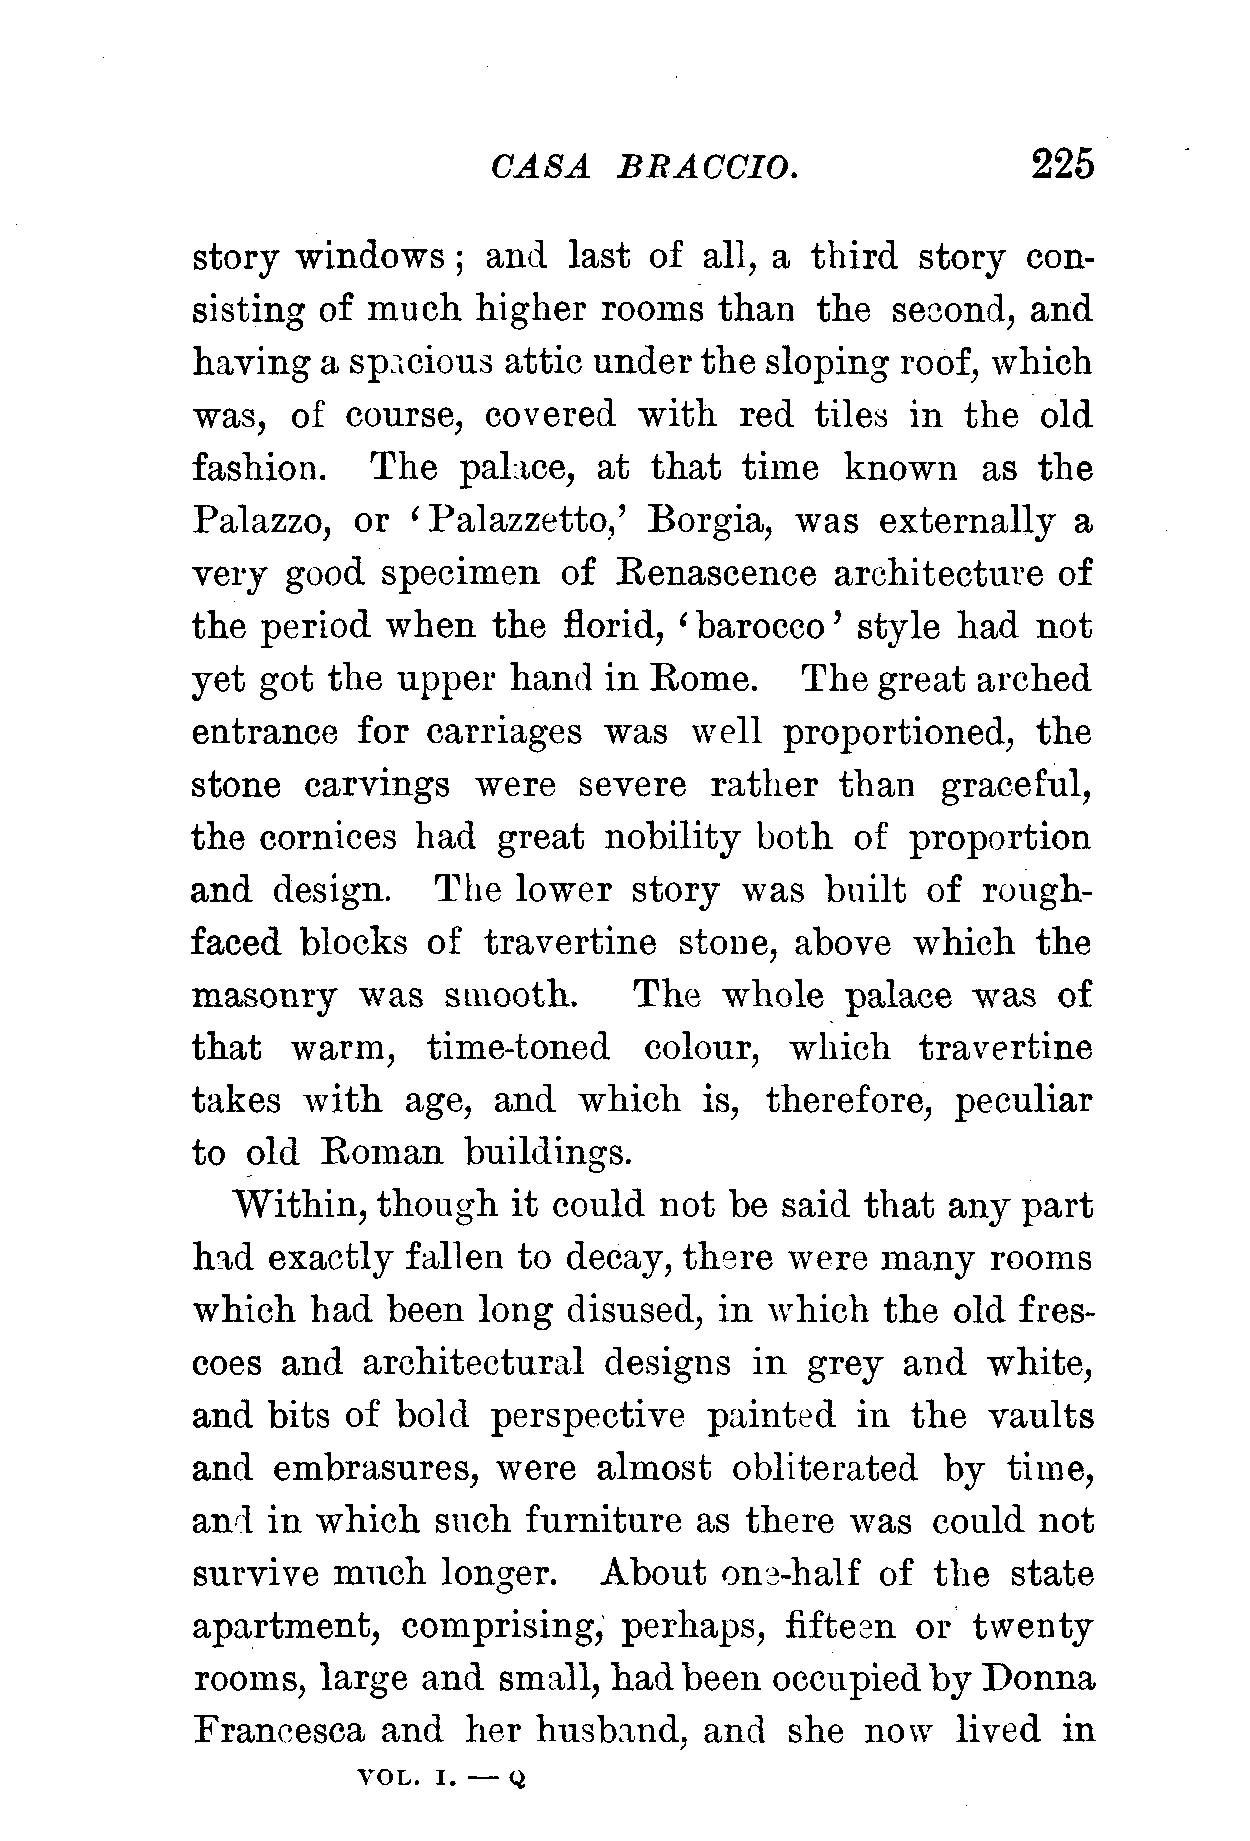 CASA BRACCIO. 225
story windows ; and last of all, a third story con-
sisting of much higher rooms than the second, and
having a spacious attic under the sloping roof, which
was, of course, covered with red tiles in the old
fashion. The palace, at that time known as the
Palazzo, or ‘Palazzetto,’ Borgia, was externally a
very good specimen of Renascence architecture of
the period when the florid, ‘barocco’ style had not
yet got the upper hand in Rome. The great arched
entrance for carriages was well proportioned, the
stone carvings were severe rather than graceful,
the cornices had great nobility both of proportion
and design. The lower story was built of rough-
faced blocks of travertine stone, above which the
masonry was smooth. The whole palace was of
that warm, time-toned colour, which travertine
takes with age, and which is, therefore, peculiar
to old Roman buildings.
Within, though it could not be said that any part
had exactly fallen to decay, there were many rooms
which had been long disused, in which the old fres-
coes and architectural designs in grey and white,
and bits of bold perspective painted in the vaults
and embrasures, were almost obliterated by time,
and in which such furniture as there was could not
survive much longer. About one-half of the state
apartment, comprising, perhaps, fifteen or twenty
rooms, large and small, had been occupied by Donna
Francesca and her husband, and she now lived in
VOL. I. — Q